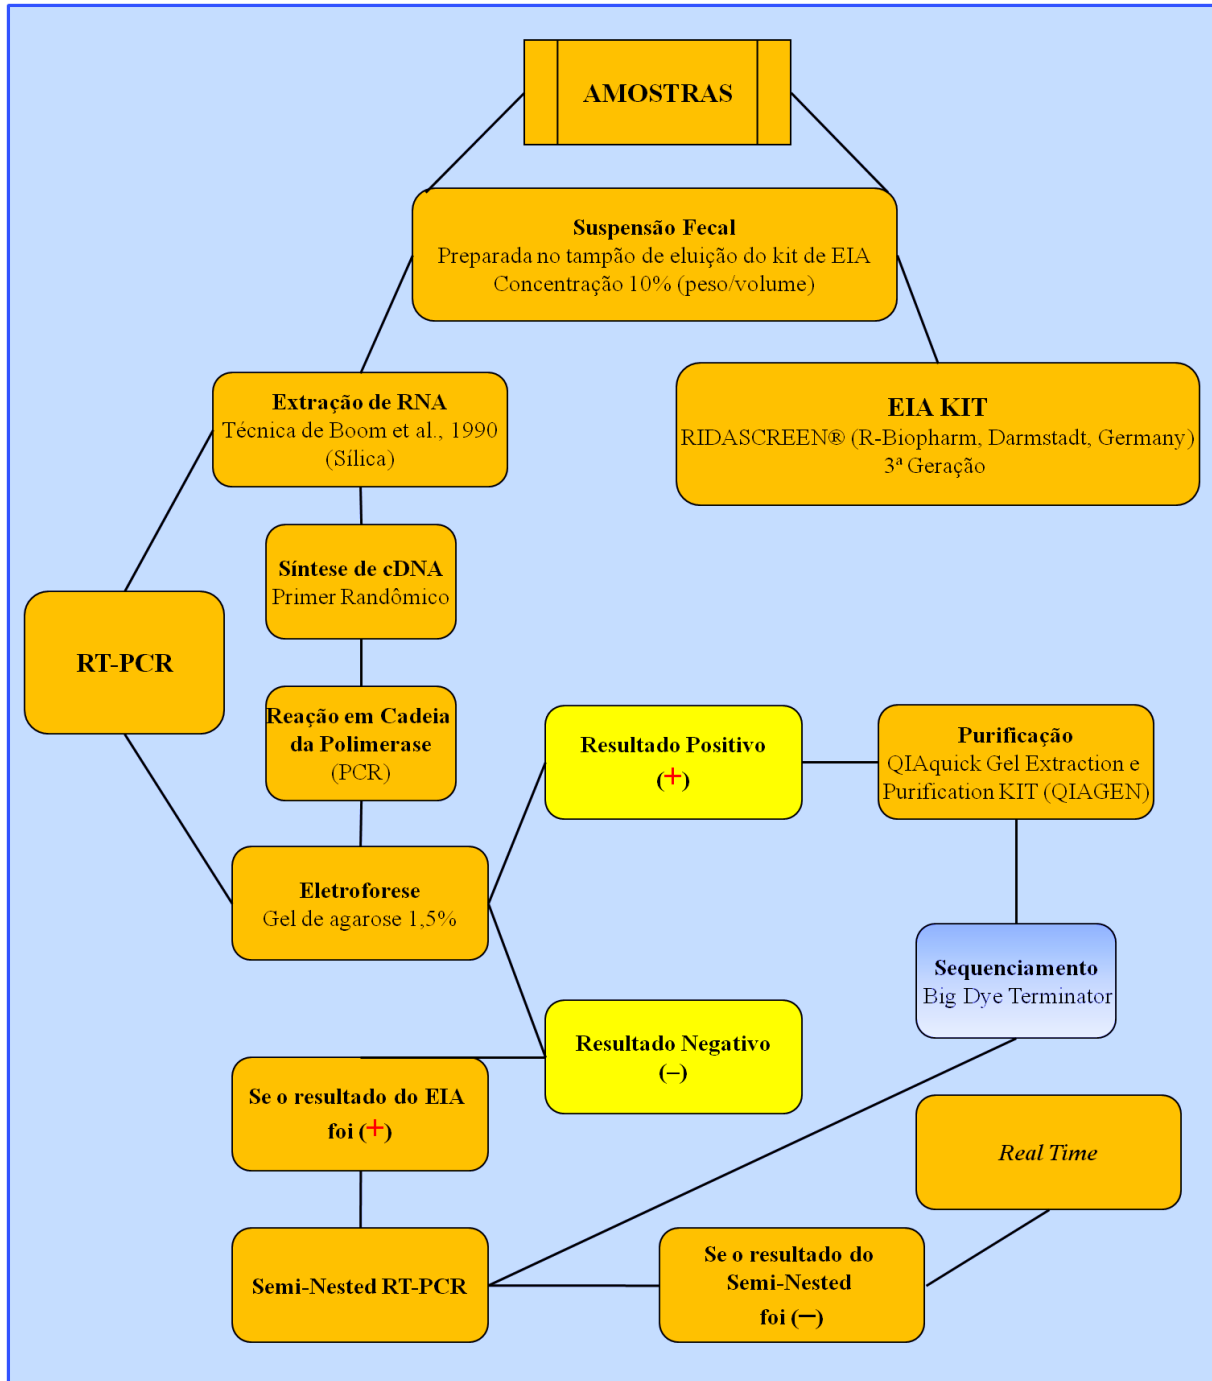 AMOSTRAS
Suspensão Fecal
Preparada no tampão de eluição do kit de EIA
Concentração 10% (peso/volume)
Extração de RNA
Técnica de Boom et al., 1990
(Sílica)
EIA KIT
RIDASCREEN® (R-Biopharm, Darmstadt, Germany)
3ª Geração
Síntese de cDNA
Primer Randômico
RT-PCR
Reação em Cadeia
da Polimerase
(PCR)
Resultado Positivo
(+)
Purificação
QIAquick Gel Extraction e
Purification KIT (QIAGEN)
Eletroforese
Gel de agarose 1,5%
Sequenciamento
Big Dye Terminator
Resultado Negativo
(–)
Se o resultado do EIA
foi (+)
Real Time
Semi-Nested RT-PCR
Se o resultado do
Semi-Nested
foi (–)